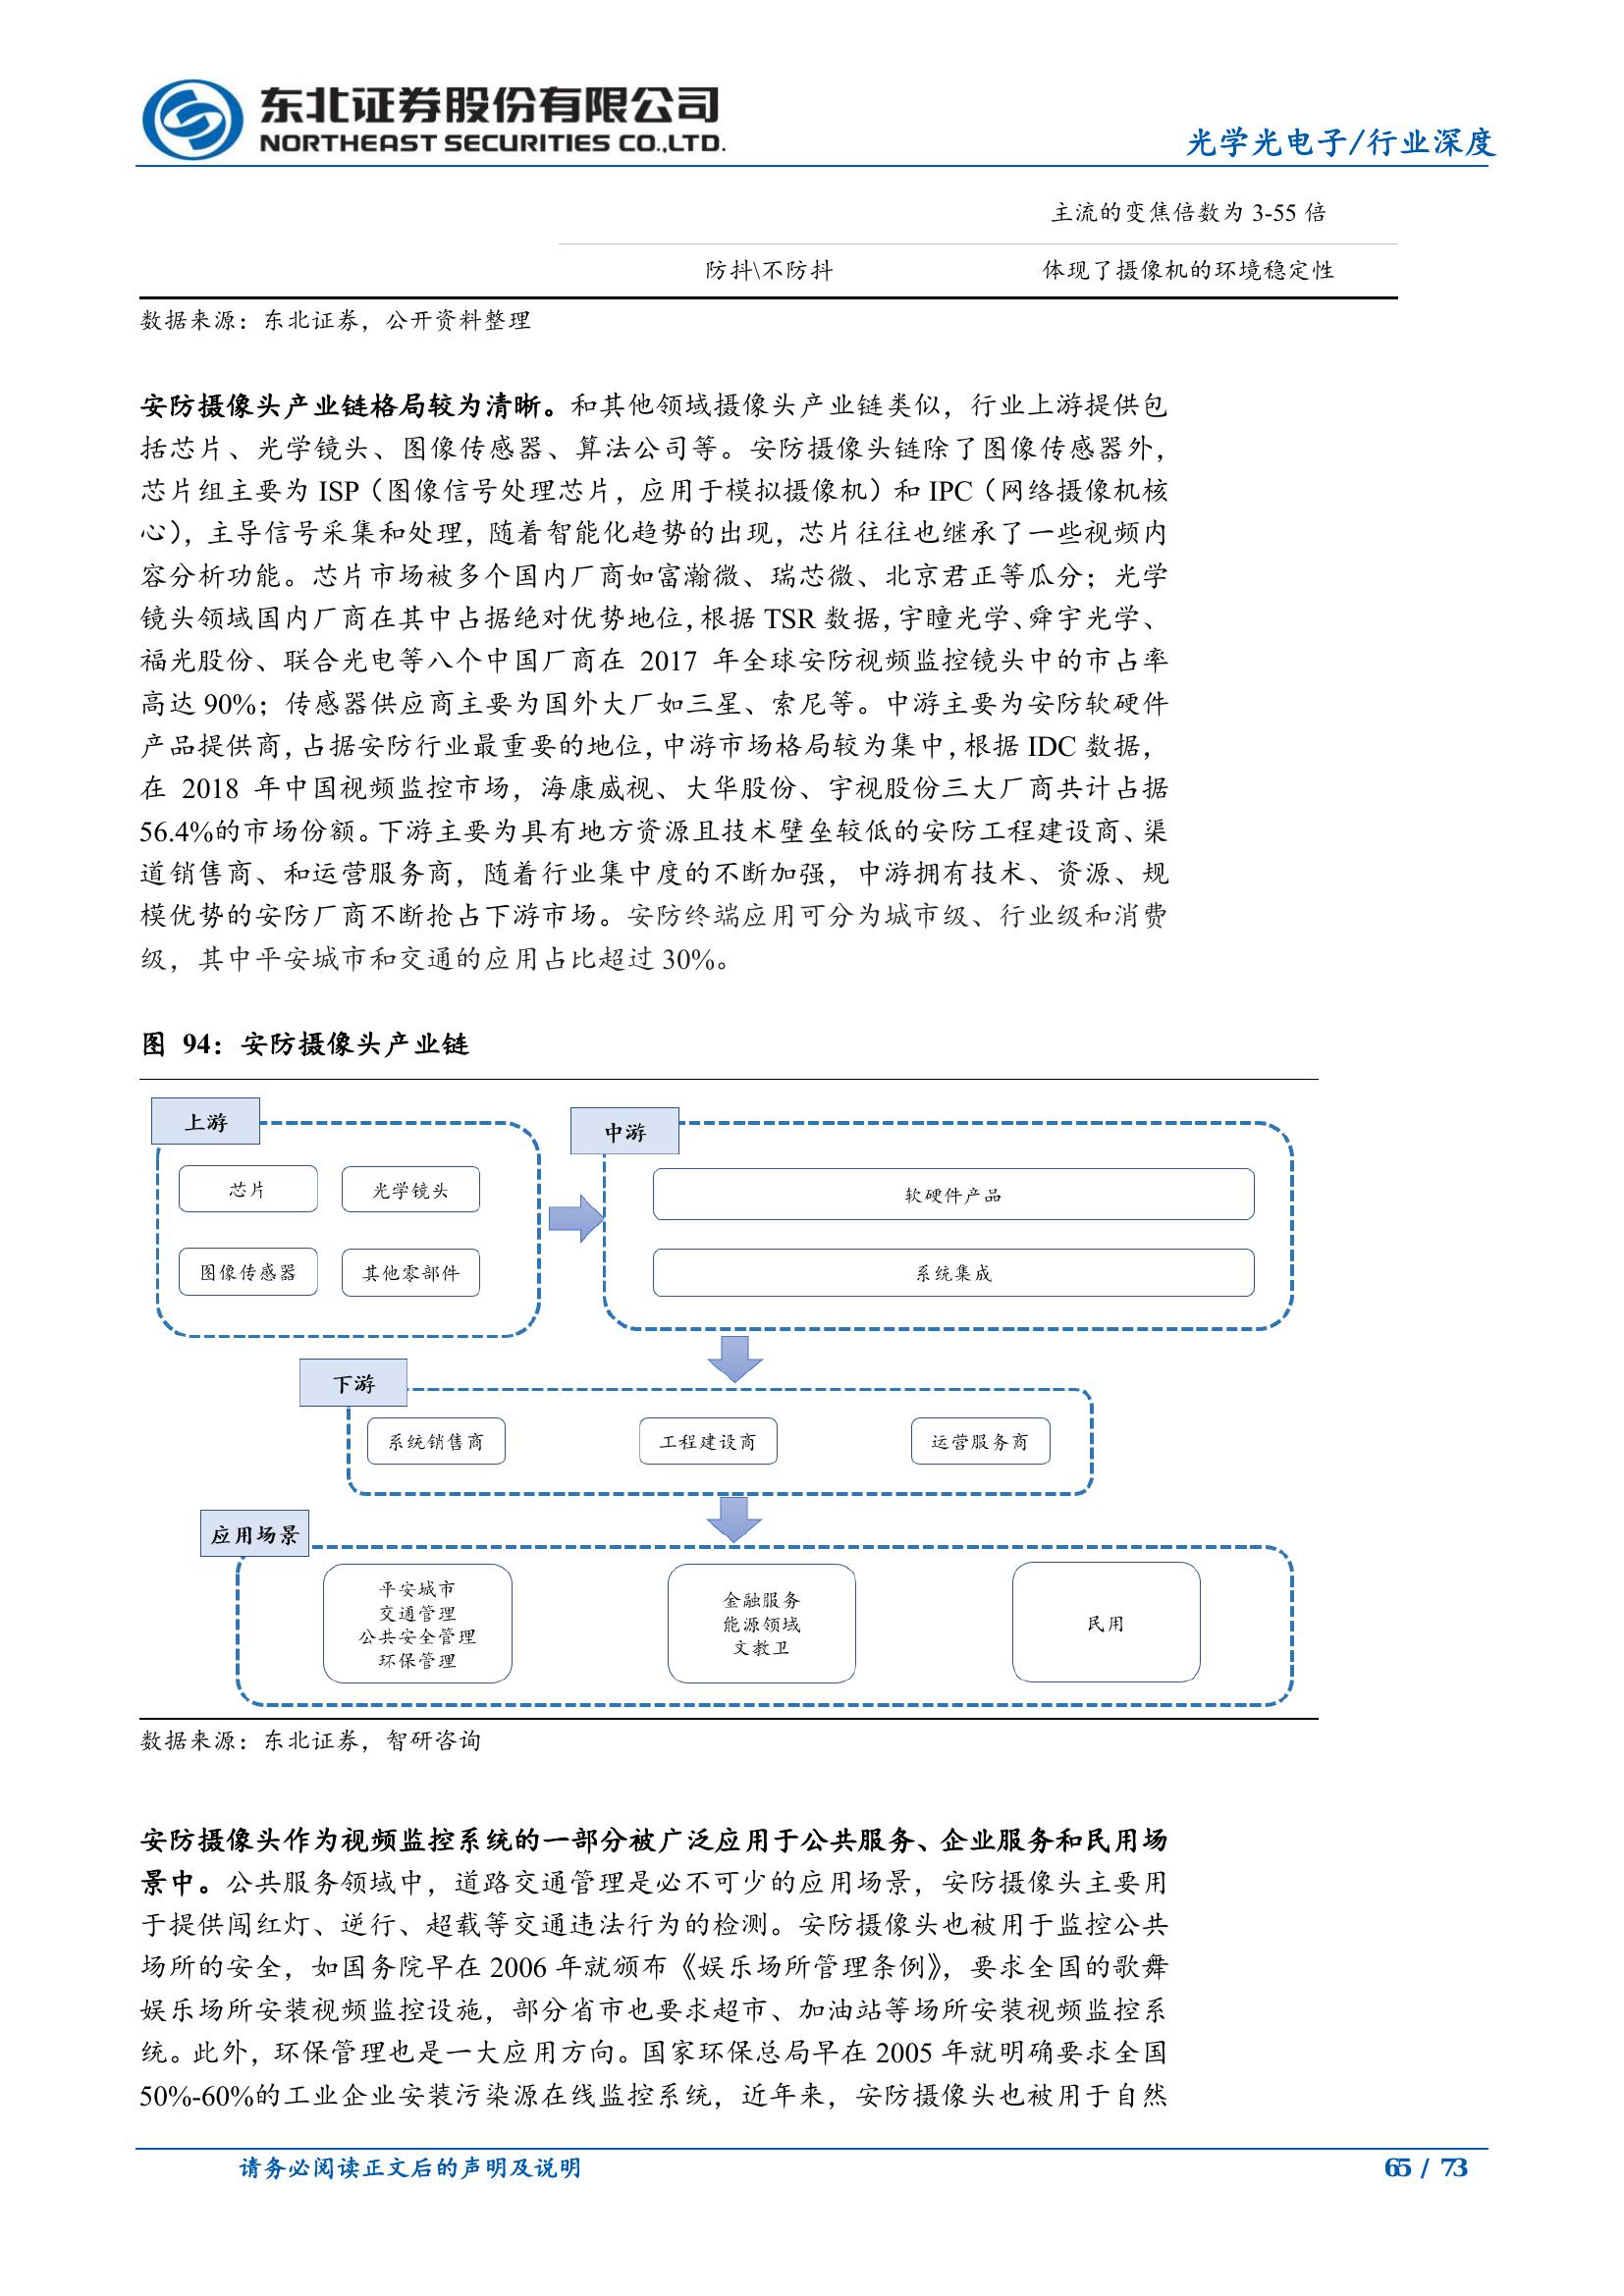 东北证券股份有限公司
NORTHEAST SECURITIES CO.,LTD.
光学光电子/行业深度
主流的变焦倍数为 3-55 倍
防抖\不防抖 体现了摄像机的环境稳定性
数据来源：东北证券，公开资料整理
安防摄像头产业链格局较为清晰。和其他领域摄像头产业链类似，行业上游提供包
括芯片、光学镜头、图像传感器、算法公司等。安防摄像头链除了图像传感器外，
芯片组主要为 ISP（图像信号处理芯片，应用于模拟摄像机）和 IPC（网络摄像机核
心），主导信号采集和处理，随着智能化趋势的出现，芯片往往也继承了一些视频内
容分析功能。芯片市场被多个国内厂商如富瀚微、瑞芯微、北京君正等瓜分；光学
镜头领域国内厂商在其中占据绝对优势地位，根据 TSR 数据，宇瞳光学、舜宇光学、
福光股份、联合光电等八个中国厂商在 2017 年全球安防视频监控镜头中的市占率
高达 90%；传感器供应商主要为国外大厂如三星、索尼等。中游主要为安防软硬件
产品提供商，占据安防行业最重要的地位，中游市场格局较为集中，根据 IDC 数据，
在 2018 年中国视频监控市场，海康威视、大华股份、宇视股份三大厂商共计占据
56.4%的市场份额。下游主要为具有地方资源且技术壁垒较低的安防工程建设商、渠
道销售商、和运营服务商，随着行业集中度的不断加强，中游拥有技术、资源、规
模优势的安防厂商不断抢占下游市场。安防终端应用可分为城市级、行业级和消费
级，其中平安城市和交通的应用占比超过 30%。
图 94：安防摄像头产业链
上游
芯片 光学镜头
图像传感器 其他零部件
中游
软硬件产品
系统集成
下游
系统销售商 工程建设商 运营服务商
应用场景
平安城市
交通管理
公共安全管理
环保管理
金融服务
能源领域
文教卫
民用
数据来源：东北证券，智研咨询
安防摄像头作为视频监控系统的一部分被广泛应用于公共服务、企业服务和民用场
景中。公共服务领域中，道路交通管理是必不可少的应用场景，安防摄像头主要用
于提供闯红灯、逆行、超载等交通违法行为的检测。安防摄像头也被用于监控公共
场所的安全，如国务院早在 2006 年就颁布《娱乐场所管理条例》，要求全国的歌舞
娱乐场所安装视频监控设施，部分省市也要求超市、加油站等场所安装视频监控系
统。此外，环保管理也是一大应用方向。国家环保总局早在 2005 年就明确要求全国
50%-60%的工业企业安装污染源在线监控系统，近年来，安防摄像头也被用于自然
请务必阅读正文后的声明及说明
65 / 73